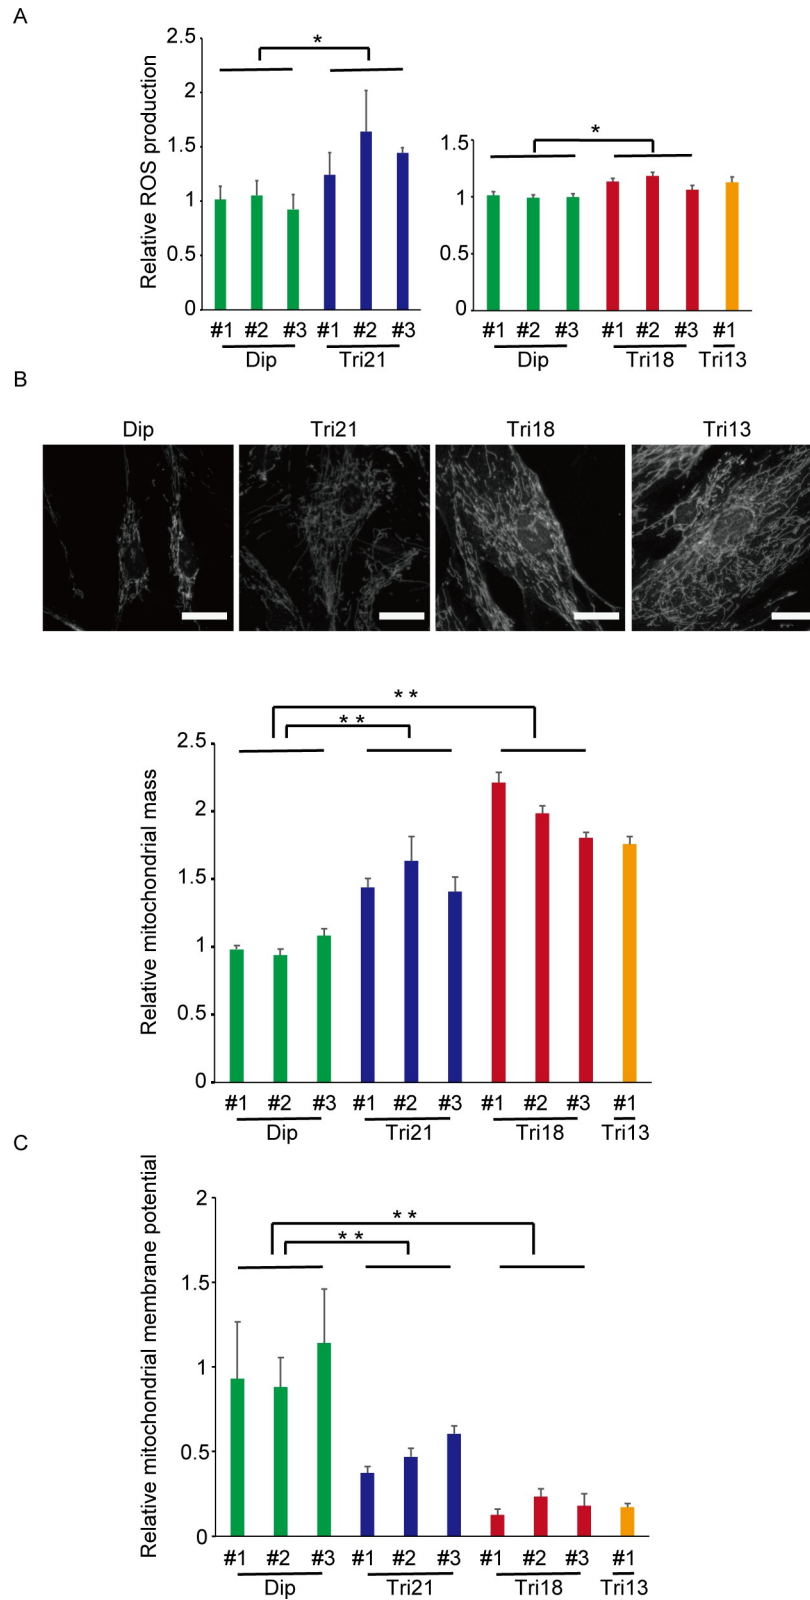 A
Relative ROS production
2.5
2
1.5
1
0.5
0
*
#1 #2 #3 #1 #2 #3
Dip Tri21
1.5
1
0.5
0
*
#1 #2 #3 #1 #2 #3 #1
Dip Tri18 Tri13
B
Dip Tri21 Tri18 Tri13
Relative mitochondrial mass
* *
* *
2.5
2
1.5
1
0.5
0
#1 #2 #3 #1 #2 #3 #1 #2 #3 #1
Dip Tri21 Tri18 Tri13
C
Relative mitochondrial membrane potential
2
* *
* *
1.5
1
0.5
0
#1 #2 #3 #1 #2 #3 #1 #2 #3 #1
Dip Tri21 Tri18 Tri13